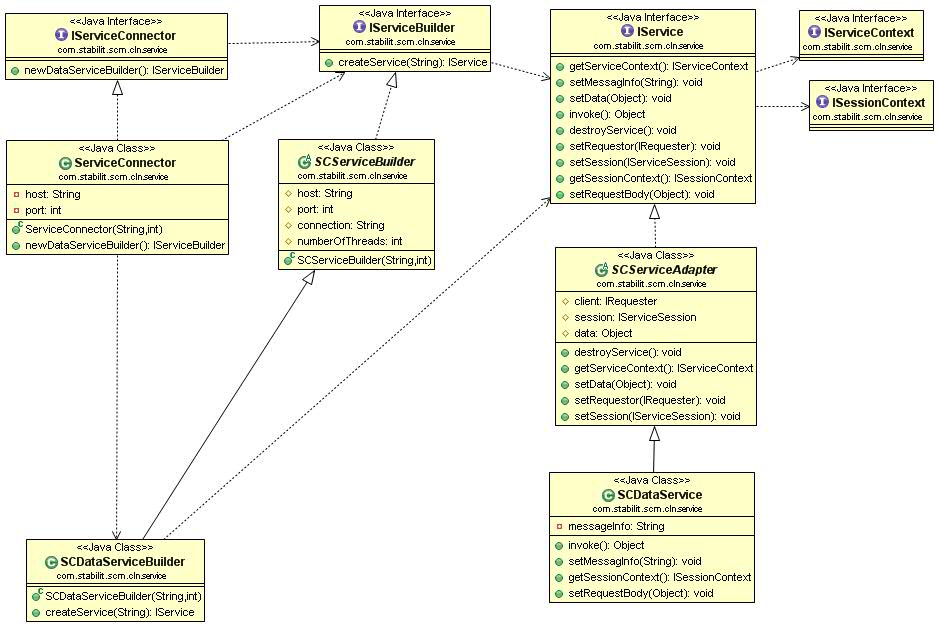 <<Java Interface>>
IServiceConnector
com.stabilit.scm.cln.service
newDataServiceBuilder(): IServiceBuilder
<<Java Interface>>
IServiceBuilder
com.stabilit.scm.cln.service
createService(String): IService
<<Java Interface>>
IService
com.stabilit.scm.cln.service
getServiceContext(): IServiceContext
setMessagInfo(String): void
setData(Object): void
invoke(): Object
destroyService(): void
setRequestor(IRequester): void
setSession(IServiceSession): void
getSessionContext(): ISessionContext
setRequestBody(Object): void
<<Java Interface>>
IServiceContext
com.stabilit.scm.cln.service
<<Java Interface>>
ISessionContext
com.stabilit.scm.cln.service
<<Java Class>>
ServiceConnector
com.stabilit.scm.cln.service
host: String
port: int
ServiceConnector(String,int)
newDataServiceBuilder(): IServiceBuilder
<<Java Class>>
SCServiceBuilder
com.stabilit.scm.cln.service
host: String
port: int
connection: String
numberOfThreads: int
SCServiceBuilder(String,int)
<<Java Class>>
SCServiceAdapter
com.stabilit.scm.cln.service
client: IRequester
session: IServiceSession
data: Object
destroyService(): void
getServiceContext(): IServiceContext
setData(Object): void
setRequestor(IRequester): void
setSession(IServiceSession): void
<<Java Class>>
SCDataService
com.stabilit.scm.cln.service
messageInfo: String
invoke(): Object
setMessagInfo(String): void
getSessionContext(): ISessionContext
setRequestBody(Object): void
<<Java Class>>
SCDataServiceBuilder
com.stabilit.scm.cln.service
SCDataServiceBuilder(String,int)
createService(String): IService